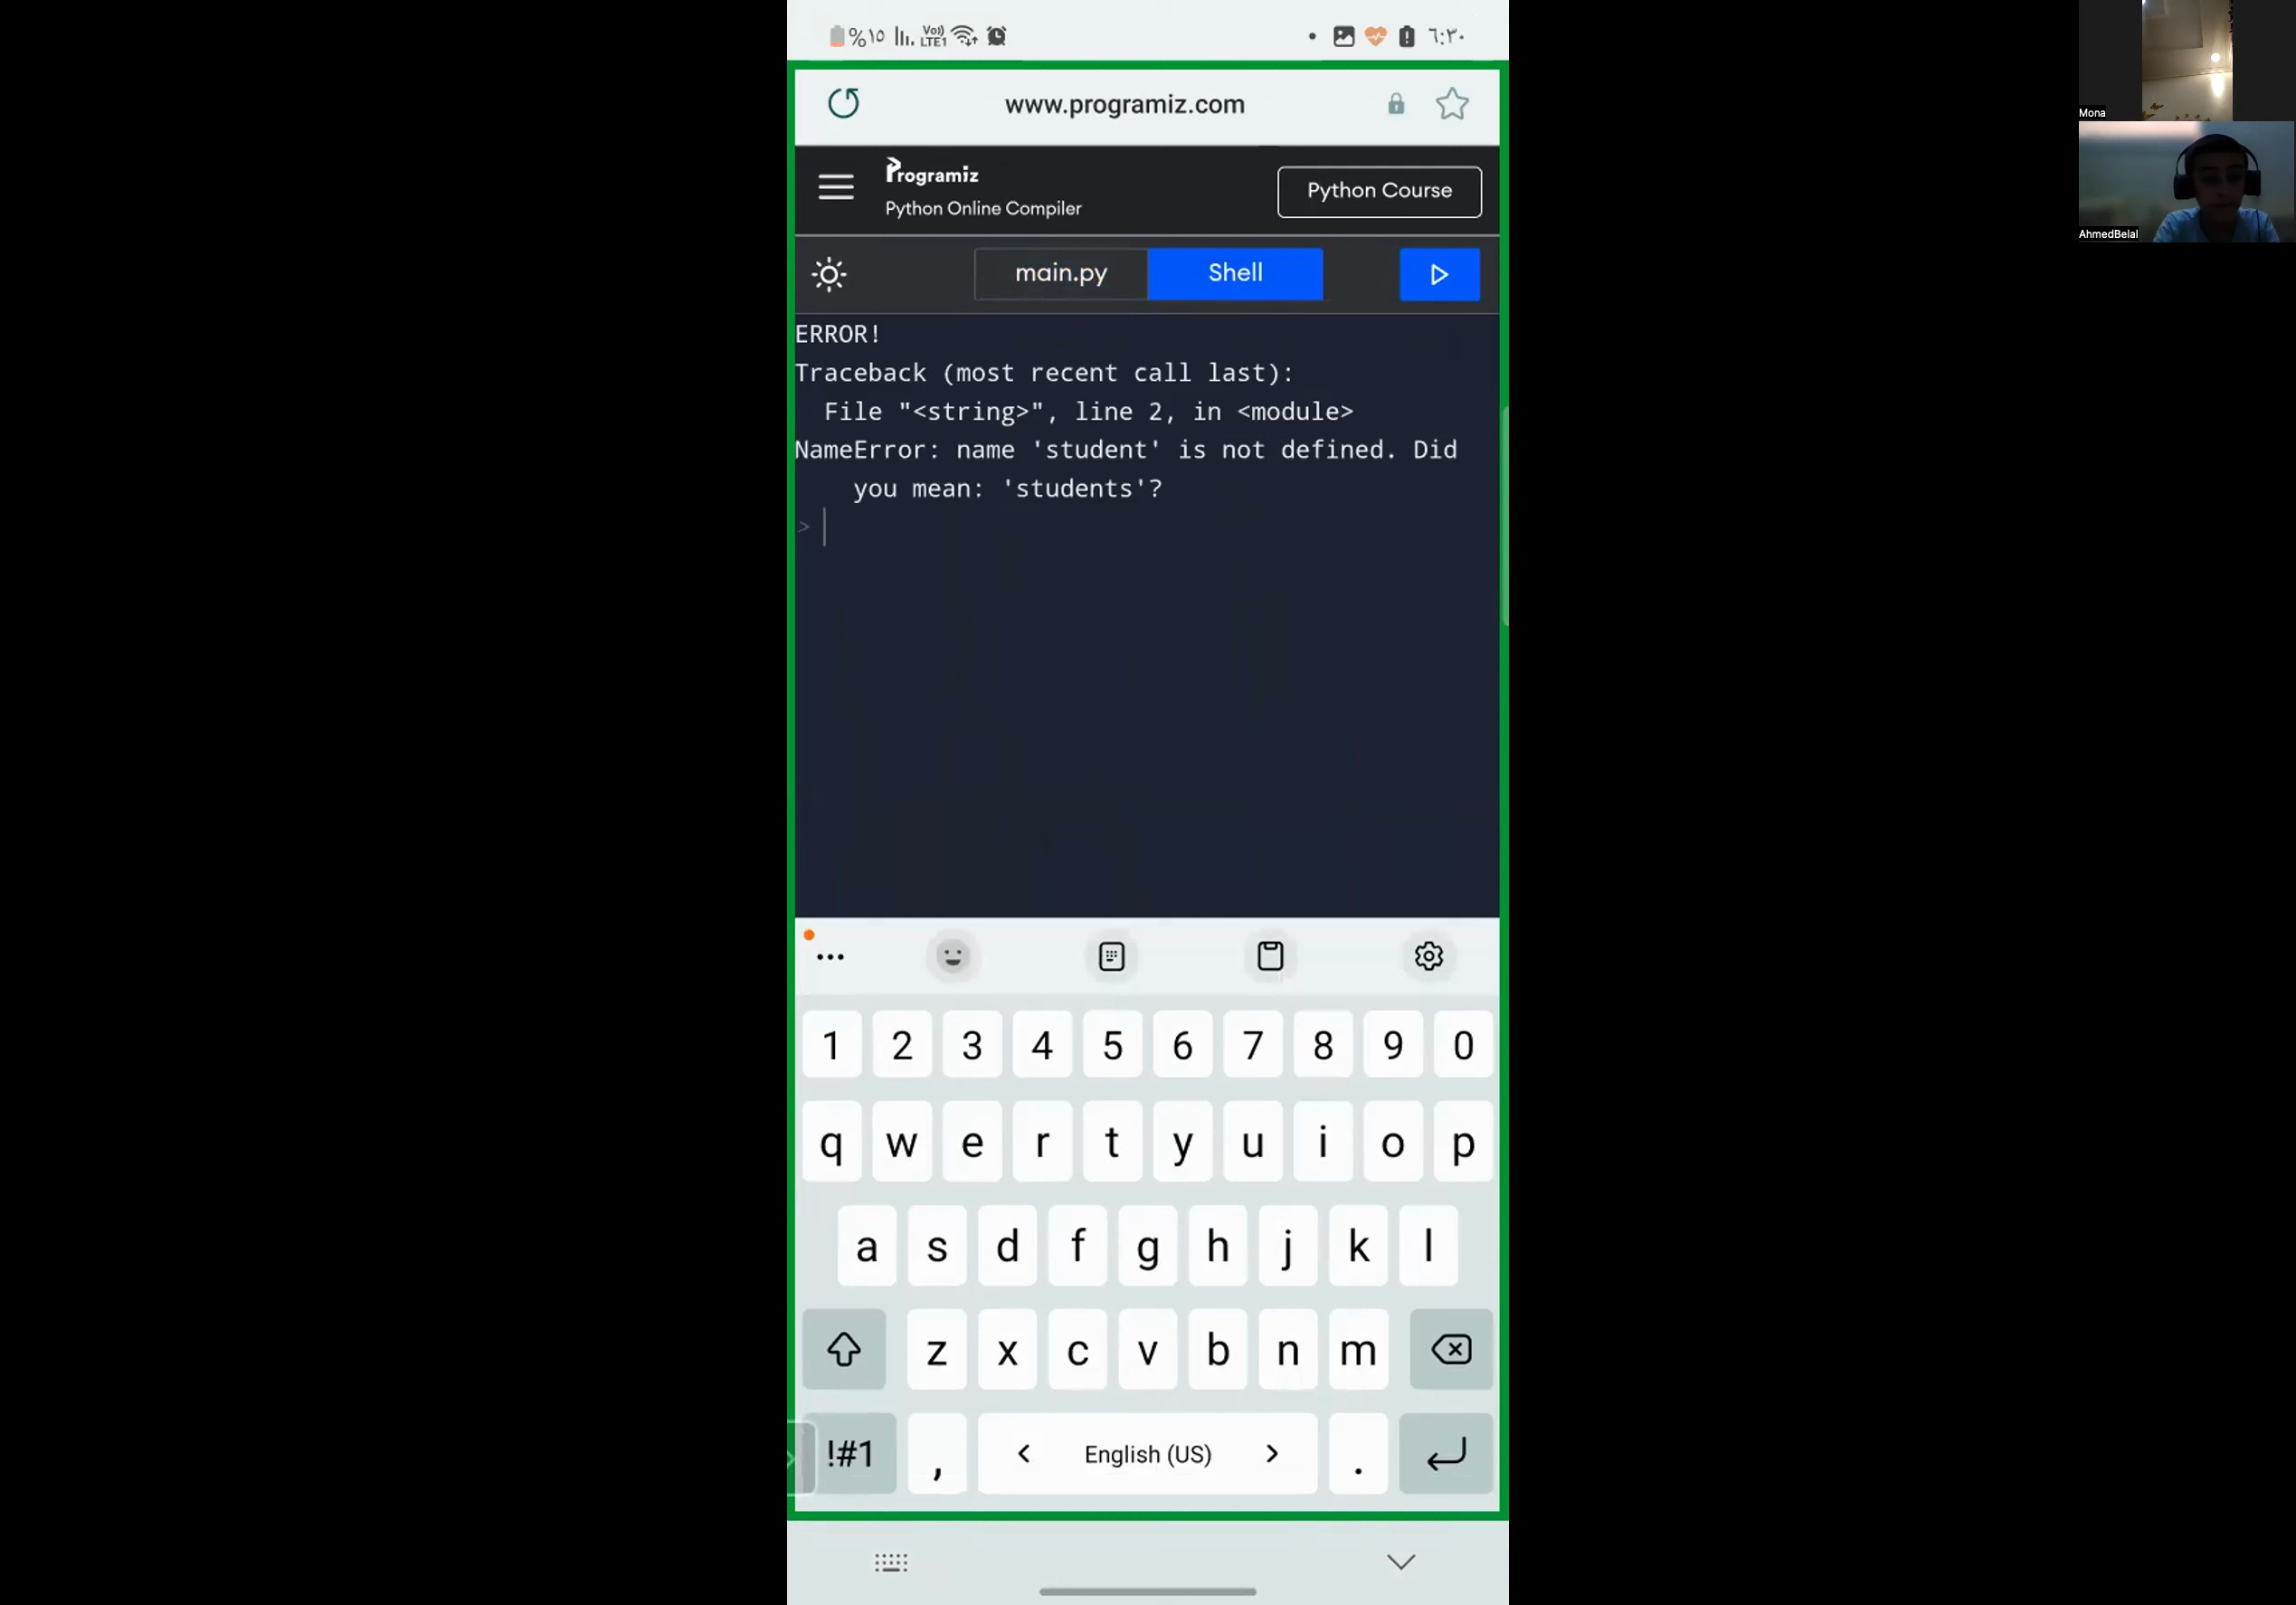 %١٥ Vo)) LTE1 ٦:٣٠
www.programiz.com
Programiz
Python Online Compiler
Python Course
main.py Shell
ERROR!
Traceback (most recent call last):
  File "<string>", line 2, in <module>
NameError: name 'student' is not defined. Did
    you mean: 'students'?
>
1 2 3 4 5 6 7 8 9 0
q w e r t y u i o p
a s d f g h j k l
z x c v b n m
!#1 , < English (US) > .
Mona
AhmedBelal